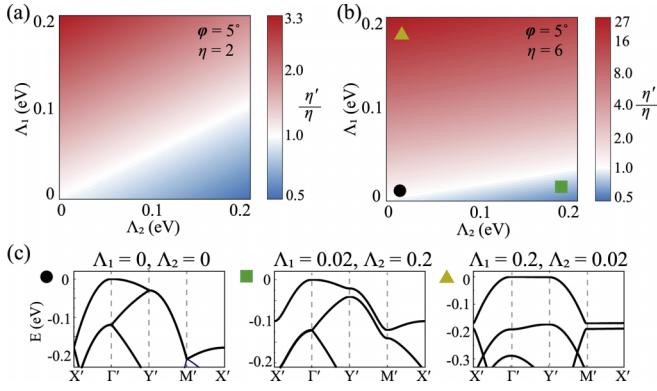 (a)
0.2
0.1
0
Λ₁ (eV)
φ = 5°
η = 2
0
0.1
0.2
Λ₂ (eV)
3.3
2.0
1.0
0.5
η′/η
(b)
0.2
0.1
0
Λ₁ (eV)
φ = 5°
η = 6
0
0.1
0.2
Λ₂ (eV)
27
16
8.0
4.0
2.0
1.0
0.5
η′/η
(c)
Λ₁ = 0, Λ₂ = 0
E (eV)
0
-0.1
-0.2
X′ Γ′ Y′ M′ X′
Λ₁ = 0.02, Λ₂ = 0.2
0
-0.1
-0.2
X′ Γ′ Y′ M′ X′
Λ₁ = 0.2, Λ₂ = 0.02
0
-0.1
-0.2
-0.3
X′ Γ′ Y′ M′ X′